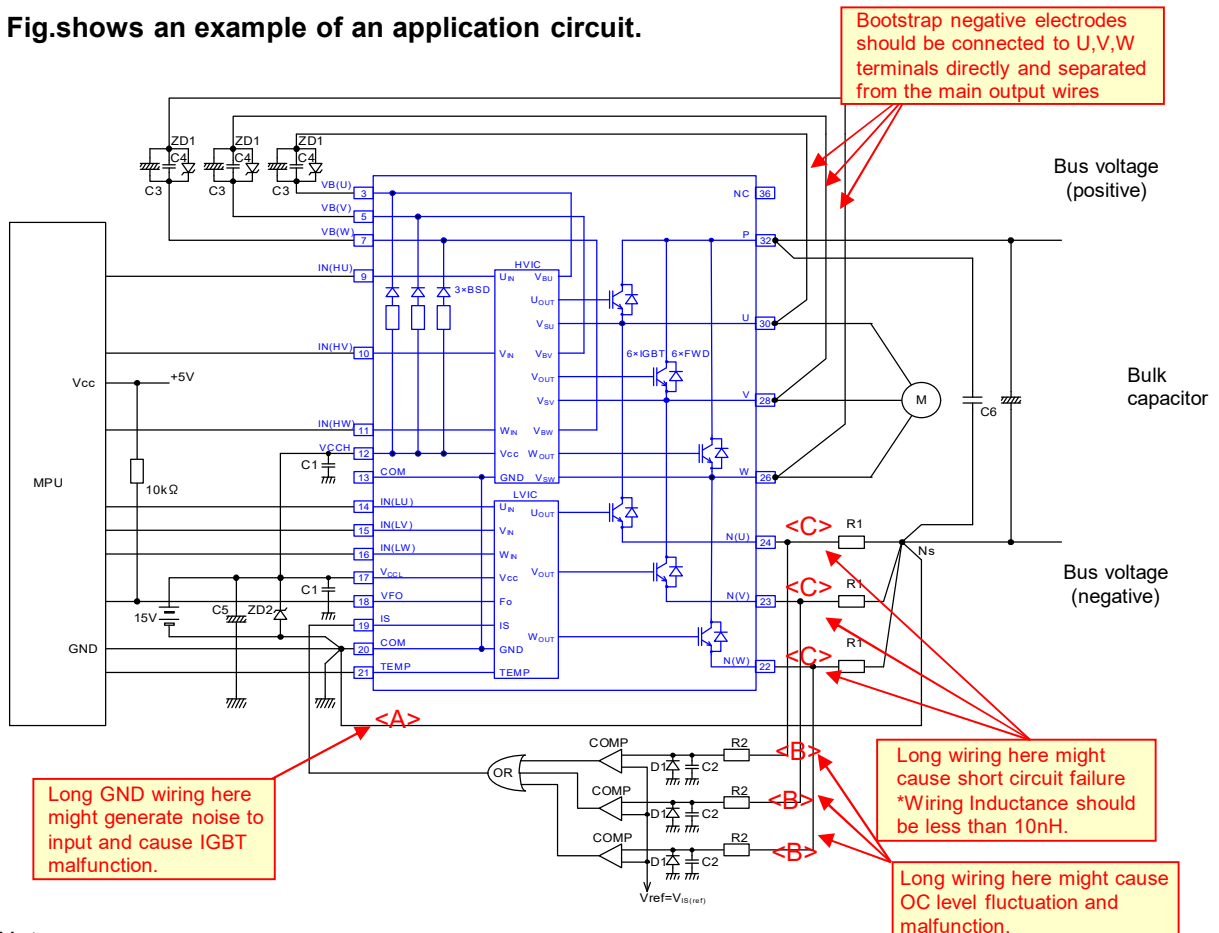 Fig.shows an example of an application circuit.
Bootstrap negative electrodes
should be connected to U,V,W
terminals directly and separated
from the main output wires
ZD1
ZD1
ZD1
C4
C4
C4
C3
C3
C3
Bus voltage
(positive)
VB(U)
3
NC
36
VB(V)
5
VB(W)
7
P
32
IN(HU)
9
HVIC
UIN
VBU
3×BSD
UOUT
VSU
U
30
IN(HV)
10
VIN
VBV
6×IGBT
6×FWD
VOUT
VSV
V
28
M
C6
Bulk
capacitor
Vcc
+5V
IN(HW)
11
WIN
VBW
VCCH
12
Vcc
WOUT
C1
COM
13
GND
VSW
W
26
MPU
10kΩ
LVIC
IN(LU)
14
UIN
UOUT
IN(LV)
15
VIN
IN(LW)
16
WIN
N(U)
24
<C>
R1
Ns
VCCL
17
Vcc
VOUT
C1
VFO
18
Fo
N(V)
23
<C>
R1
Bus voltage
(negative)
15V
C5
ZD2
IS
19
IS
WOUT
GND
COM
20
GND
N(W)
22
<C>
R1
TEMP
21
TEMP
<A>
COMP
R2
<B>
D1
C2
OR
COMP
R2
<B>
D1
C2
COMP
R2
<B>
D1
C2
Vref=VIS(ref)
Long GND wiring here
might generate noise to
input and cause IGBT
malfunction.
Long wiring here might
cause short circuit failure
*Wiring Inductance should
be less than 10nH.
Long wiring here might cause
OC level fluctuation and
malfunction.